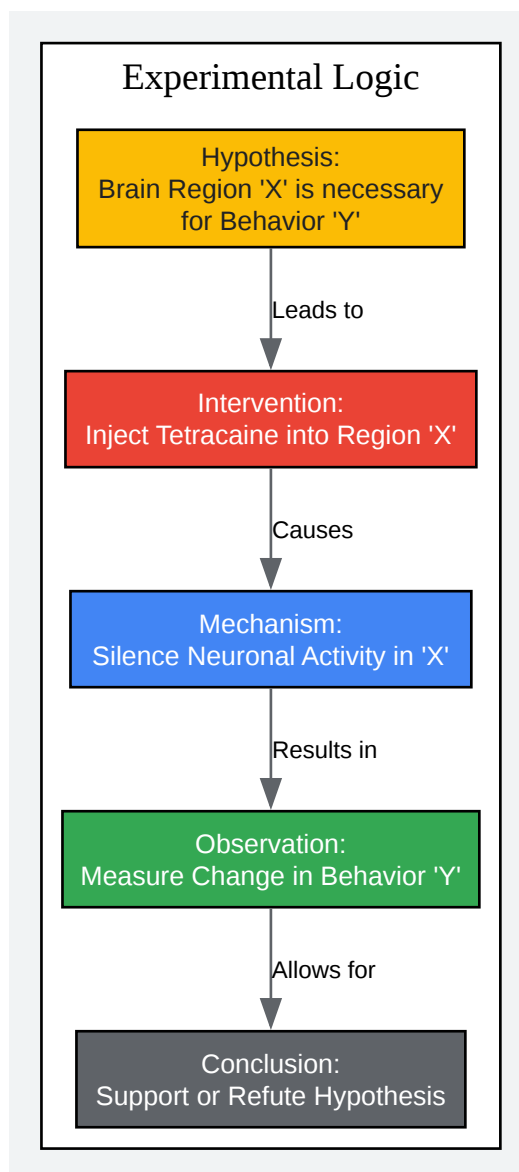 Experimental Logic
Hypothesis:
Brain Region 'X' is necessary
for Behavior 'Y'
Leads to
Intervention:
Inject Tetracaine into Region 'X'
Causes
Mechanism:
Silence Neuronal Activity in 'X'
Results in
Observation:
Measure Change in Behavior 'Y'
Allows for
Conclusion:
Support or Refute Hypothesis